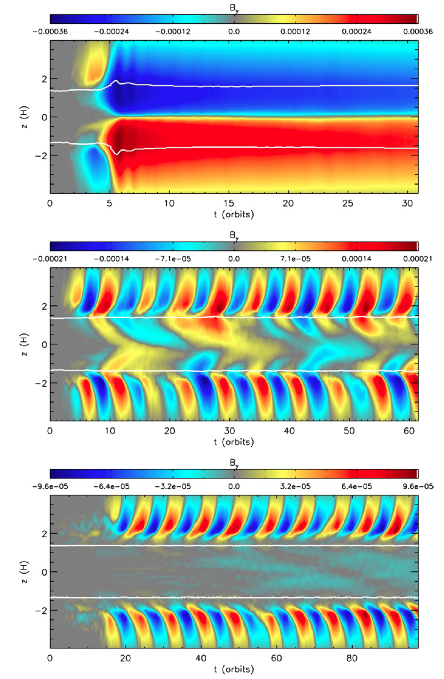 B_y
-0.00036 -0.00024 -0.00012 0.0 0.00012 0.00024 0.00036
z (H)
2
0
-2
0 5 10 15 20 25 30
t (orbits)
B_y
-0.00021 -0.00014 -7.1e-05 0.0 7.1e-05 0.00014 0.00021
z (H)
2
0
-2
0 10 20 30 40 50 60
t (orbits)
B_y
-9.6e-05 -6.4e-05 -3.2e-05 0.0 3.2e-05 6.4e-05 9.6e-05
z (H)
2
0
-2
20 40 60 80
t (orbits)